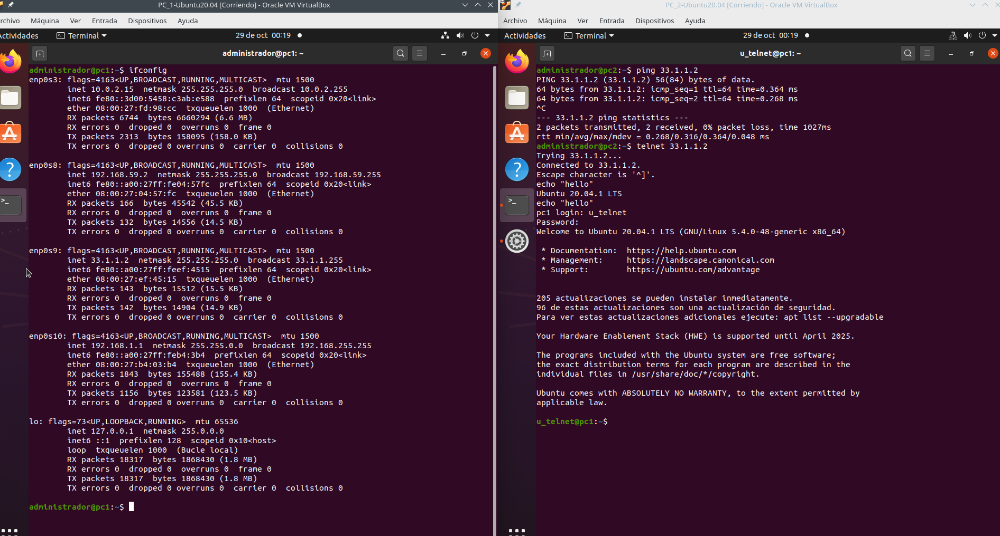 PC_1-Ubuntu20.04 [Corriendo] - Oracle VM VirtualBox
rchivo Máquina Ver Entrada Dispositivos Ayuda
Actividades Terminal 29 de oct 00:19
administrador@pc1: ~
administrador@pc1:~$ ifconfig
enp0s3: flags=4163<UP,BROADCAST,RUNNING,MULTICAST>  mtu 1500
inet 10.0.2.15  netmask 255.255.255.0  broadcast 10.0.2.255
inet6 fe80::3d00:5458:c3ab:e588  prefixlen 64  scopeid 0x20<link>
ether 08:00:27:fd:98:cc  txqueuelen 1000  (Ethernet)
RX packets 6744  bytes 6660294 (6.6 MB)
RX errors 0  dropped 0  overruns 0  frame 0
TX packets 2313  bytes 158095 (158.0 KB)
TX errors 0  dropped 0 overruns 0  carrier 0  collisions 0
enp0s8: flags=4163<UP,BROADCAST,RUNNING,MULTICAST>  mtu 1500
inet 192.168.59.2  netmask 255.255.255.0  broadcast 192.168.59.255
inet6 fe80::a00:27ff:fe04:57fc  prefixlen 64  scopeid 0x20<link>
ether 08:00:27:04:57:fc  txqueuelen 1000  (Ethernet)
RX packets 166  bytes 45542 (45.5 KB)
RX errors 0  dropped 0  overruns 0  frame 0
TX packets 132  bytes 14556 (14.5 KB)
TX errors 0  dropped 0 overruns 0  carrier 0  collisions 0
enp0s9: flags=4163<UP,BROADCAST,RUNNING,MULTICAST>  mtu 1500
inet 33.1.1.2  netmask 255.255.255.0  broadcast 33.1.1.255
inet6 fe80::a00:27ff:feef:4515  prefixlen 64  scopeid 0x20<link>
ether 08:00:27:ef:45:15  txqueuelen 1000  (Ethernet)
RX packets 143  bytes 15512 (15.5 KB)
RX errors 0  dropped 0  overruns 0  frame 0
TX packets 142  bytes 14904 (14.9 KB)
TX errors 0  dropped 0 overruns 0  carrier 0  collisions 0
enp0s10: flags=4163<UP,BROADCAST,RUNNING,MULTICAST>  mtu 1500
inet 192.168.1.1  netmask 255.255.0.0  broadcast 192.168.255.255
inet6 fe80::a00:27ff:feb4:3b4  prefixlen 64  scopeid 0x20<link>
ether 08:00:27:b4:03:b4  txqueuelen 1000  (Ethernet)
RX packets 1843  bytes 155488 (155.4 KB)
RX errors 0  dropped 0  overruns 0  frame 0
TX packets 1156  bytes 123581 (123.5 KB)
TX errors 0  dropped 0 overruns 0  carrier 0  collisions 0
lo: flags=73<UP,LOOPBACK,RUNNING>  mtu 65536
inet 127.0.0.1  netmask 255.0.0.0
inet6 ::1  prefixlen 128  scopeid 0x10<host>
loop  txqueuelen 1000  (Bucle local)
RX packets 18317  bytes 1868430 (1.8 MB)
RX errors 0  dropped 0  overruns 0  frame 0
TX packets 18317  bytes 1868430 (1.8 MB)
TX errors 0  dropped 0 overruns 0  carrier 0  collisions 0
administrador@pc1:~$
PC_2-Ubuntu20.04 [Corriendo] - Oracle VM VirtualBox
Archivo Máquina Ver Entrada Dispositivos Ayuda
Actividades Terminal 29 de oct 00:19
u_telnet@pc1: ~
administrador@pc2:~$ ping 33.1.1.2
PING 33.1.1.2 (33.1.1.2) 56(84) bytes of data.
64 bytes from 33.1.1.2: icmp_seq=1 ttl=64 time=0.364 ms
64 bytes from 33.1.1.2: icmp_seq=2 ttl=64 time=0.268 ms
^C
--- 33.1.1.2 ping statistics ---
2 packets transmitted, 2 received, 0% packet loss, time 1027ms
rtt min/avg/max/mdev = 0.268/0.316/0.364/0.048 ms
administrador@pc2:~$ telnet 33.1.1.2
Trying 33.1.1.2...
Connected to 33.1.1.2.
Escape character is '^]'.
echo "hello"
Ubuntu 20.04.1 LTS
echo "hello"
pc1 login: u_telnet
Password:
Welcome to Ubuntu 20.04.1 LTS (GNU/Linux 5.4.0-48-generic x86_64)
* Documentation:  https://help.ubuntu.com
* Management:     https://landscape.canonical.com
* Support:        https://ubuntu.com/advantage
205 actualizaciones se pueden instalar inmediatamente.
96 de estas actualizaciones son una actualización de seguridad.
Para ver estas actualizaciones adicionales ejecute: apt list --upgradable
Your Hardware Enablement Stack (HWE) is supported until April 2025.
The programs included with the Ubuntu system are free software;
the exact distribution terms for each program are described in the
individual files in /usr/share/doc/*/copyright.
Ubuntu comes with ABSOLUTELY NO WARRANTY, to the extent permitted by
applicable law.
u_telnet@pc1:~$